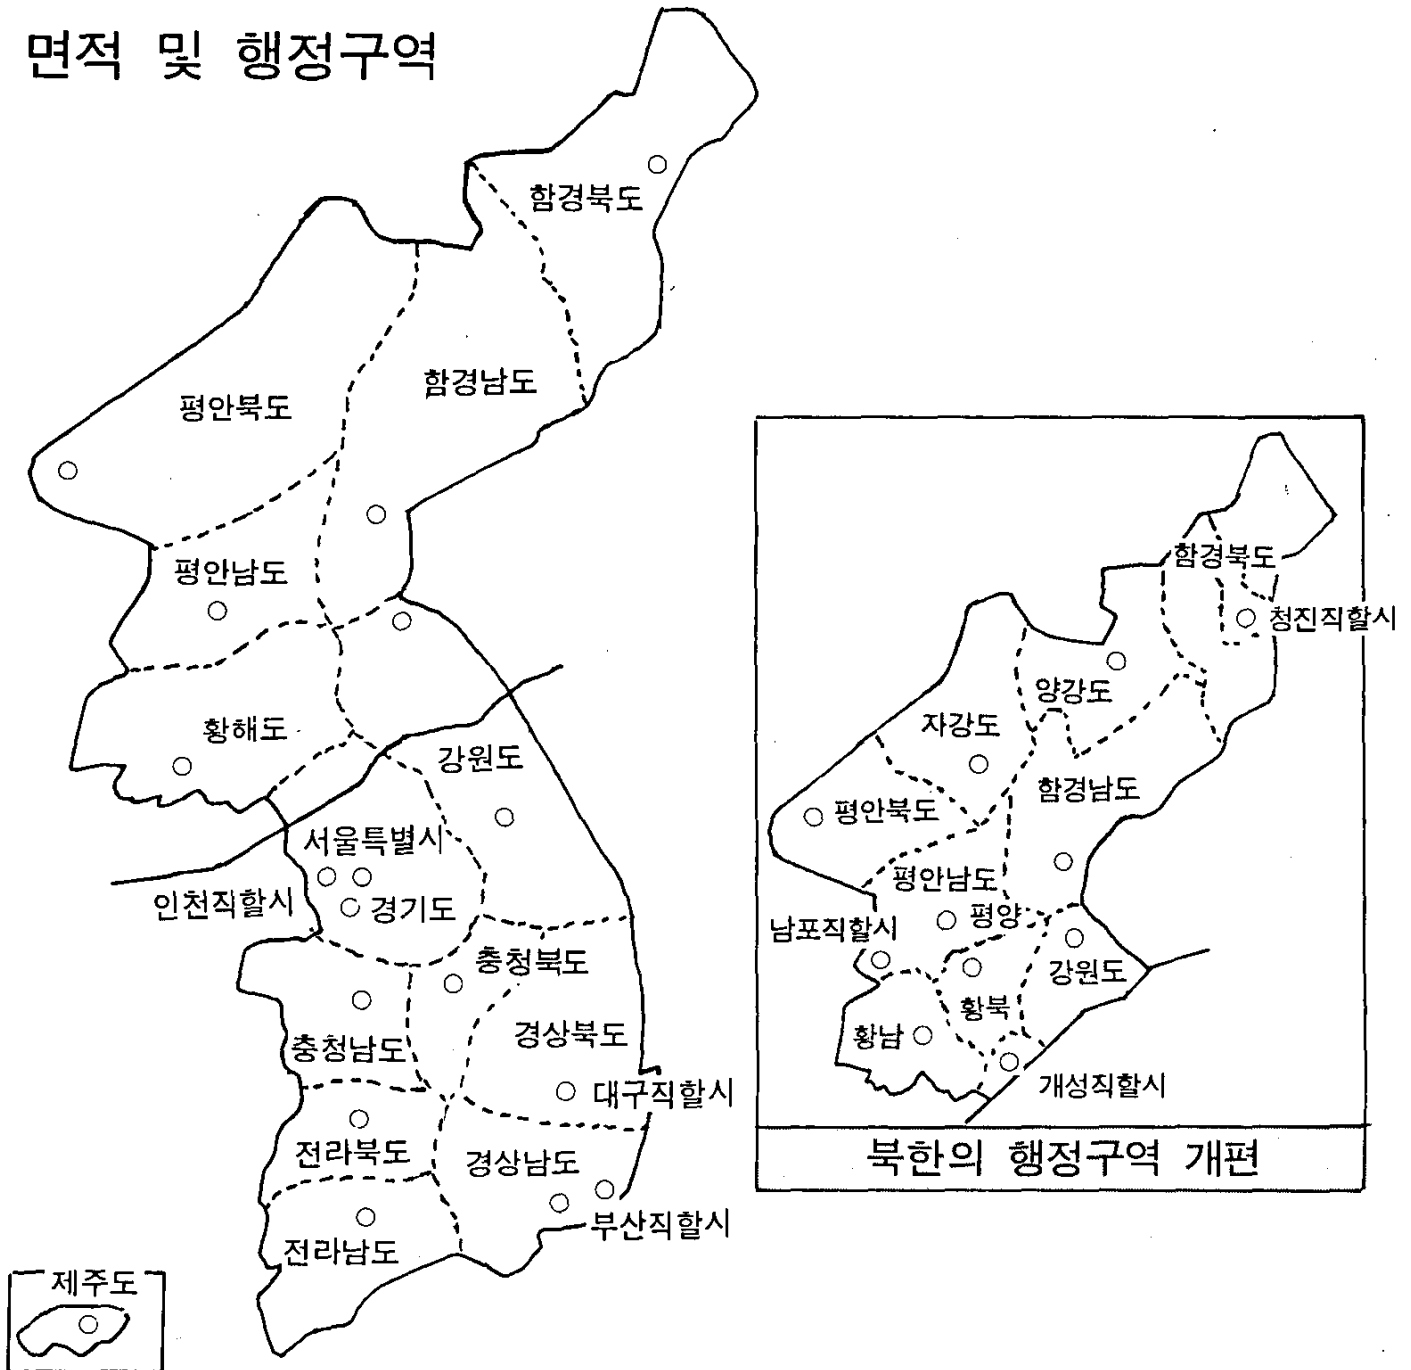 면적 및 행정구역
함경북도
함경남도
평안북도
평안남도
황해도
강원도
서울특별시
인천직할시
경기도
충청북도
충청남도
경상북도
대구직할시
전라북도
경상남도
부산직할시
전라남도
제주도
함경북도
청진직할시
양강도
자강도
함경남도
평안북도
평안남도
평양
남포직할시
강원도
황북
황남
개성직할시
북한의 행정구역 개편